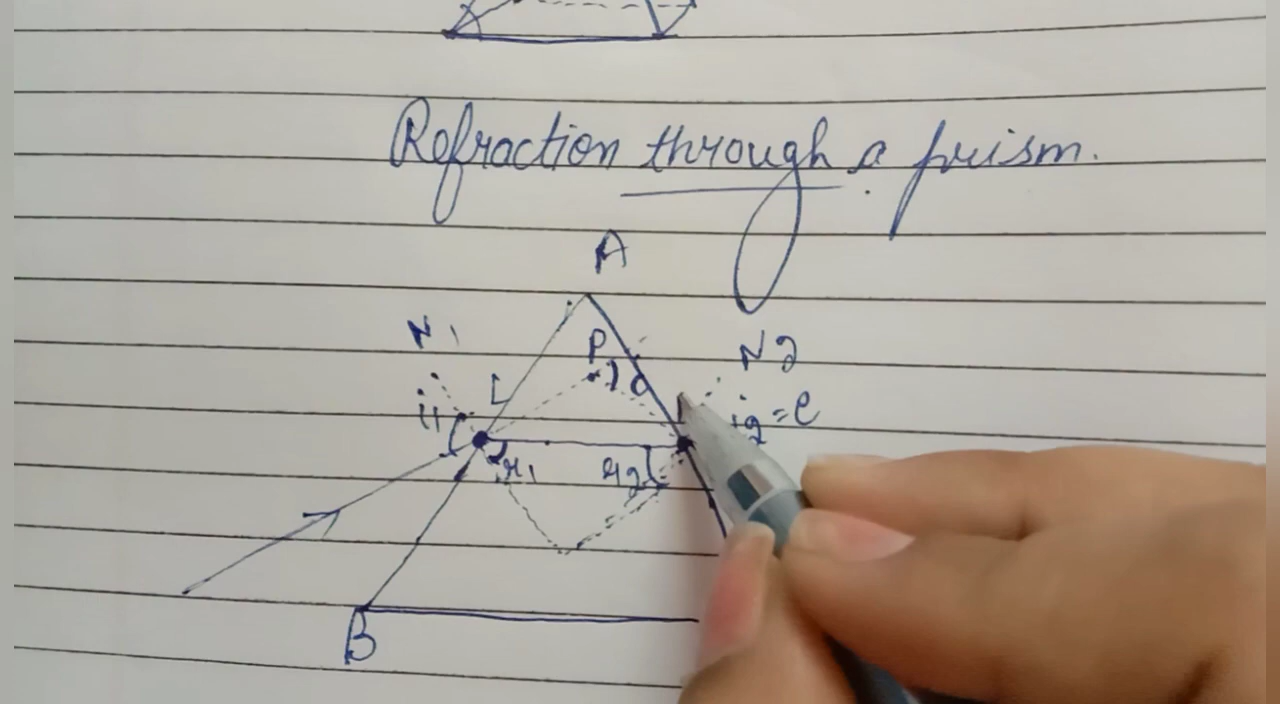 Refraction through a prism.
A
N1
P
N2
L
δ
i1
i2=e
r1
r2
B